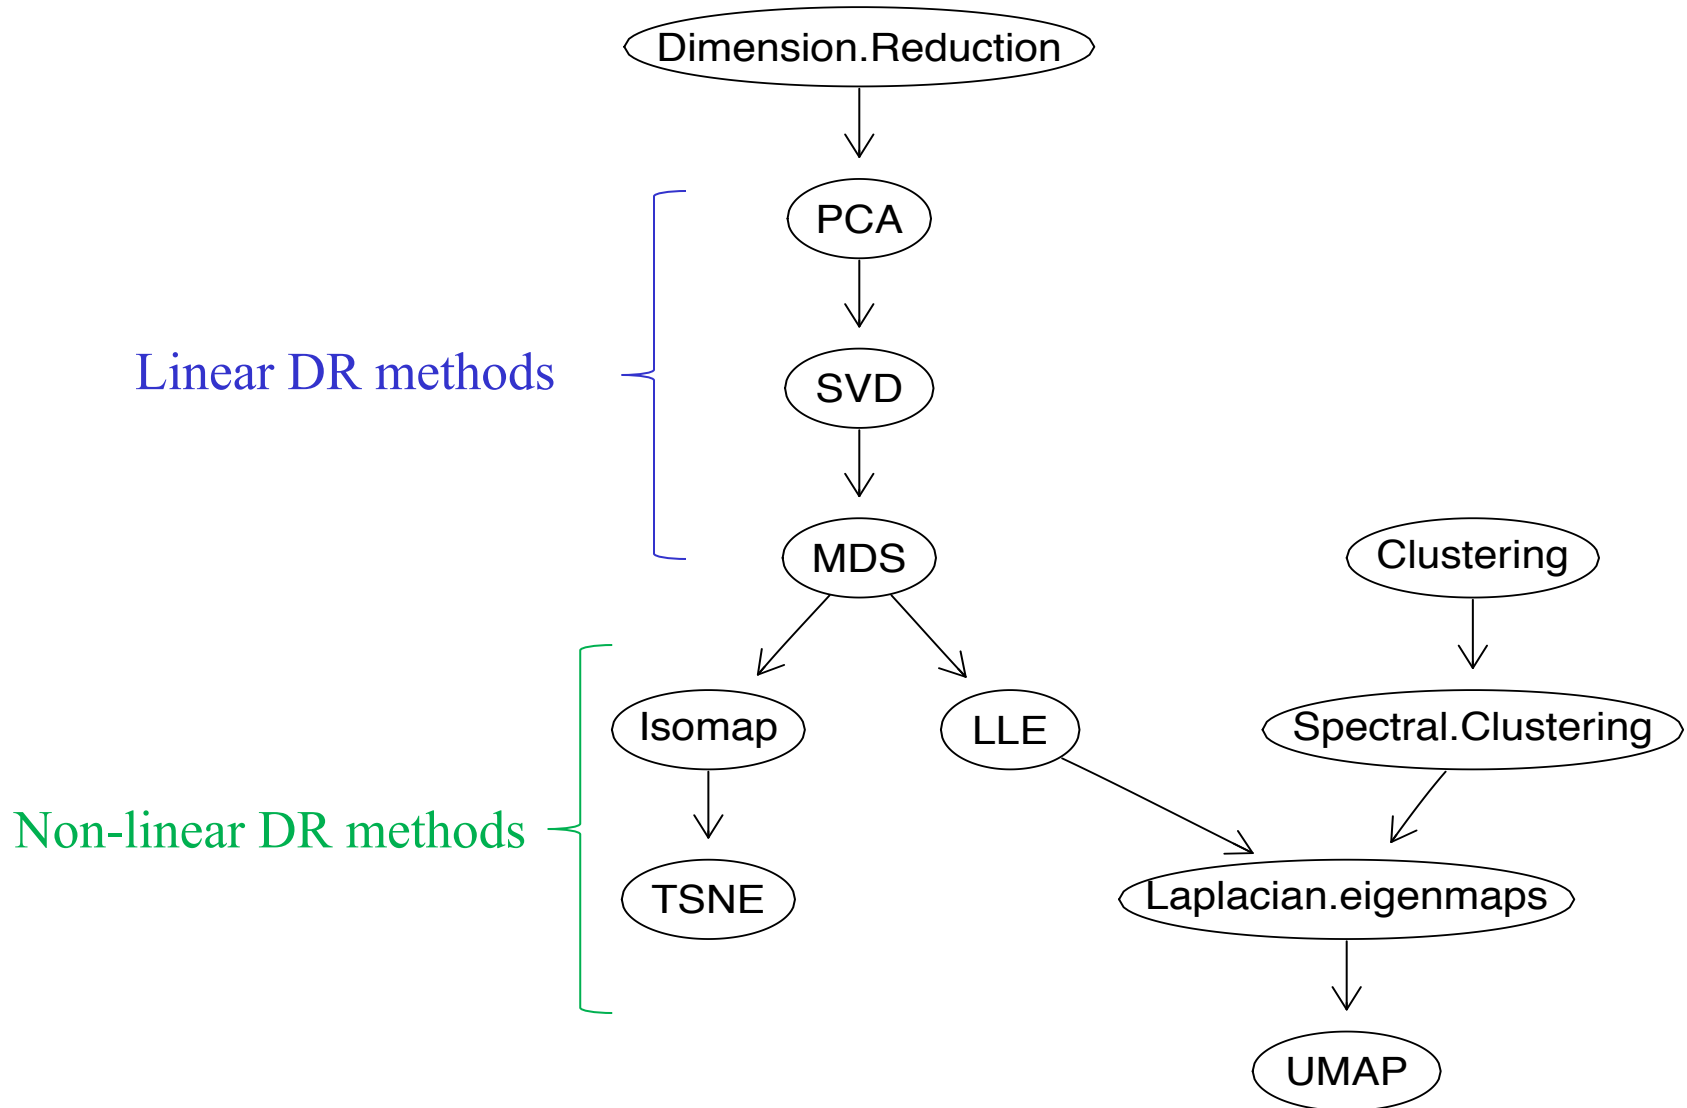 Dimension.Reduction
PCA
Linear DR methods
SVD
MDS
Clustering
Isomap
LLE
Spectral.Clustering
Non-linear DR methods
TSNE
Laplacian.eigenmaps
UMAP